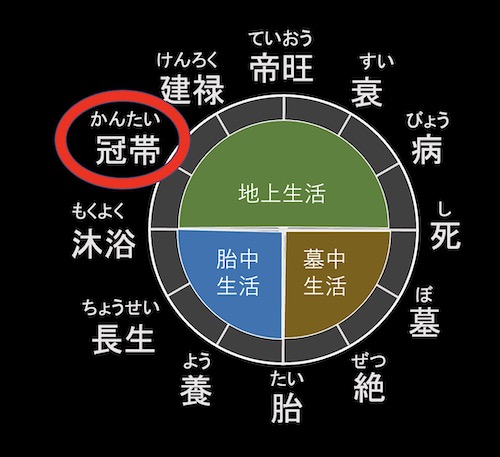 ていおう
帝旺
すい
衰
びょう
病
し
死
ぼ
墓
ぜつ
絶
たい
胎
よう
養
ちょうせい
長生
もくよく
沐浴
かんたい
冠帯
けんろく
建禄
地上生活
胎中
生活
墓中
生活